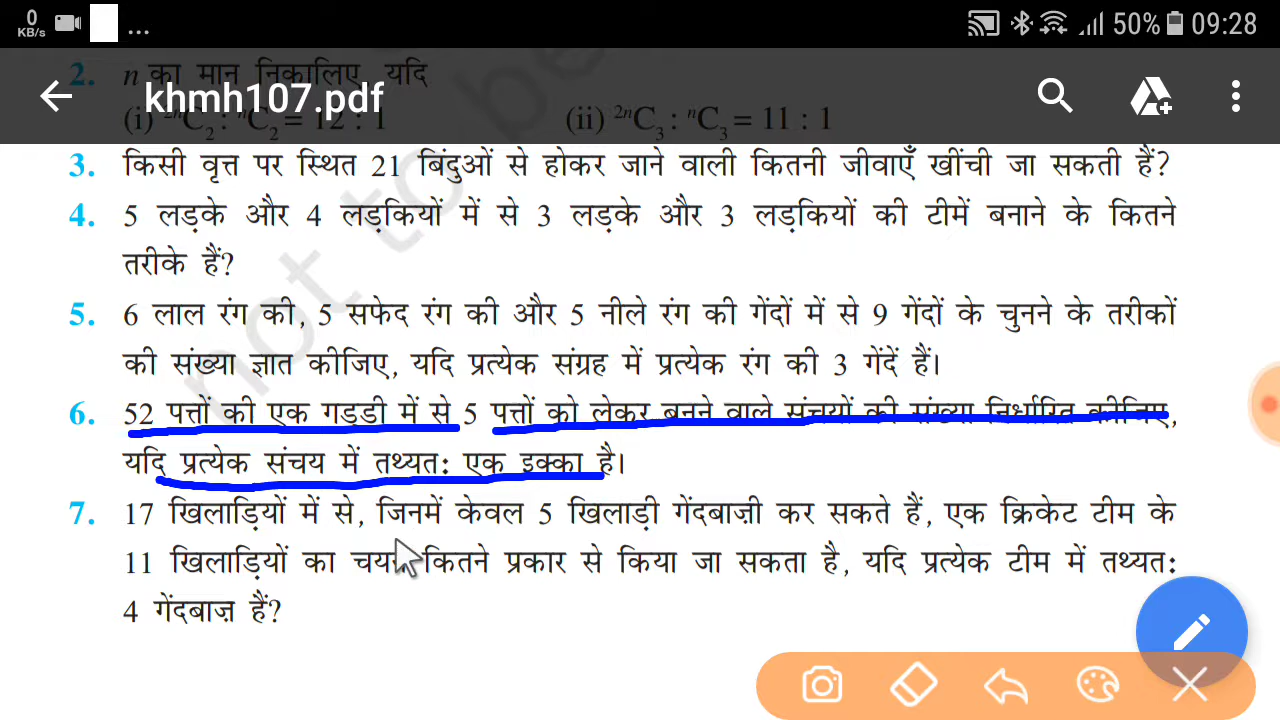 0
KB/s
...
50%
09:28
2. n का मान निकालिए, यदि
khmh107.pdf
(i) ²ⁿC₂ : ⁿC₂ = 12 : 1 (ii) ²ⁿC₃ : ⁿC₃ = 11 : 1
3. किसी वृत्त पर स्थित 21 बिंदुओं से होकर जाने वाली कितनी जीवाएँ खींची जा सकती हैं?
4. 5 लड़के और 4 लड़कियों में से 3 लड़के और 3 लड़कियों की टीमें बनाने के कितने
तरीके हैं?
5. 6 लाल रंग की, 5 सफेद रंग की और 5 नीले रंग की गेंदों में से 9 गेंदों के चुनने के तरीकों
की संख्या ज्ञात कीजिए, यदि प्रत्येक संग्रह में प्रत्येक रंग की 3 गेंदें हैं।
6. 52 पत्तों की एक गड्डी में से 5 पत्तों को लेकर बनने वाले संचयों की संख्या निर्धारित कीजिए,
यदि प्रत्येक संचय में तथ्यतः एक इक्का है।
7. 17 खिलाड़ियों में से, जिनमें केवल 5 खिलाड़ी गेंदबाज़ी कर सकते हैं, एक क्रिकेट टीम के
11 खिलाड़ियों का चयन कितने प्रकार से किया जा सकता है, यदि प्रत्येक टीम में तथ्यतः
4 गेंदबाज़ हैं?
not to be